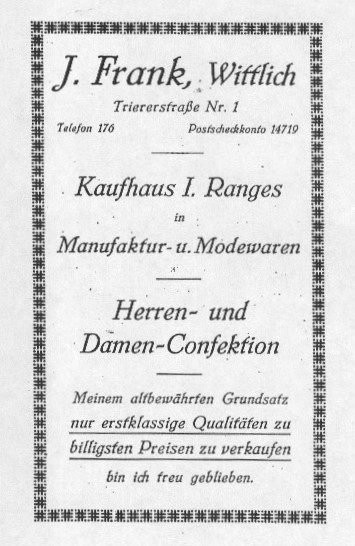 J. Frank, Wittlich
Triererstraße Nr. 1
Telefon 176 Postscheckkonto 14719
Kaufhaus I. Ranges
in
Manufaktur- u. Modewaren
Herren- und
Damen-Confektion
Meinem altbewährten Grundsatz
nur erstklassige Qualitäten zu
billigsten Preisen zu verkaufen
bin ich treu geblieben.